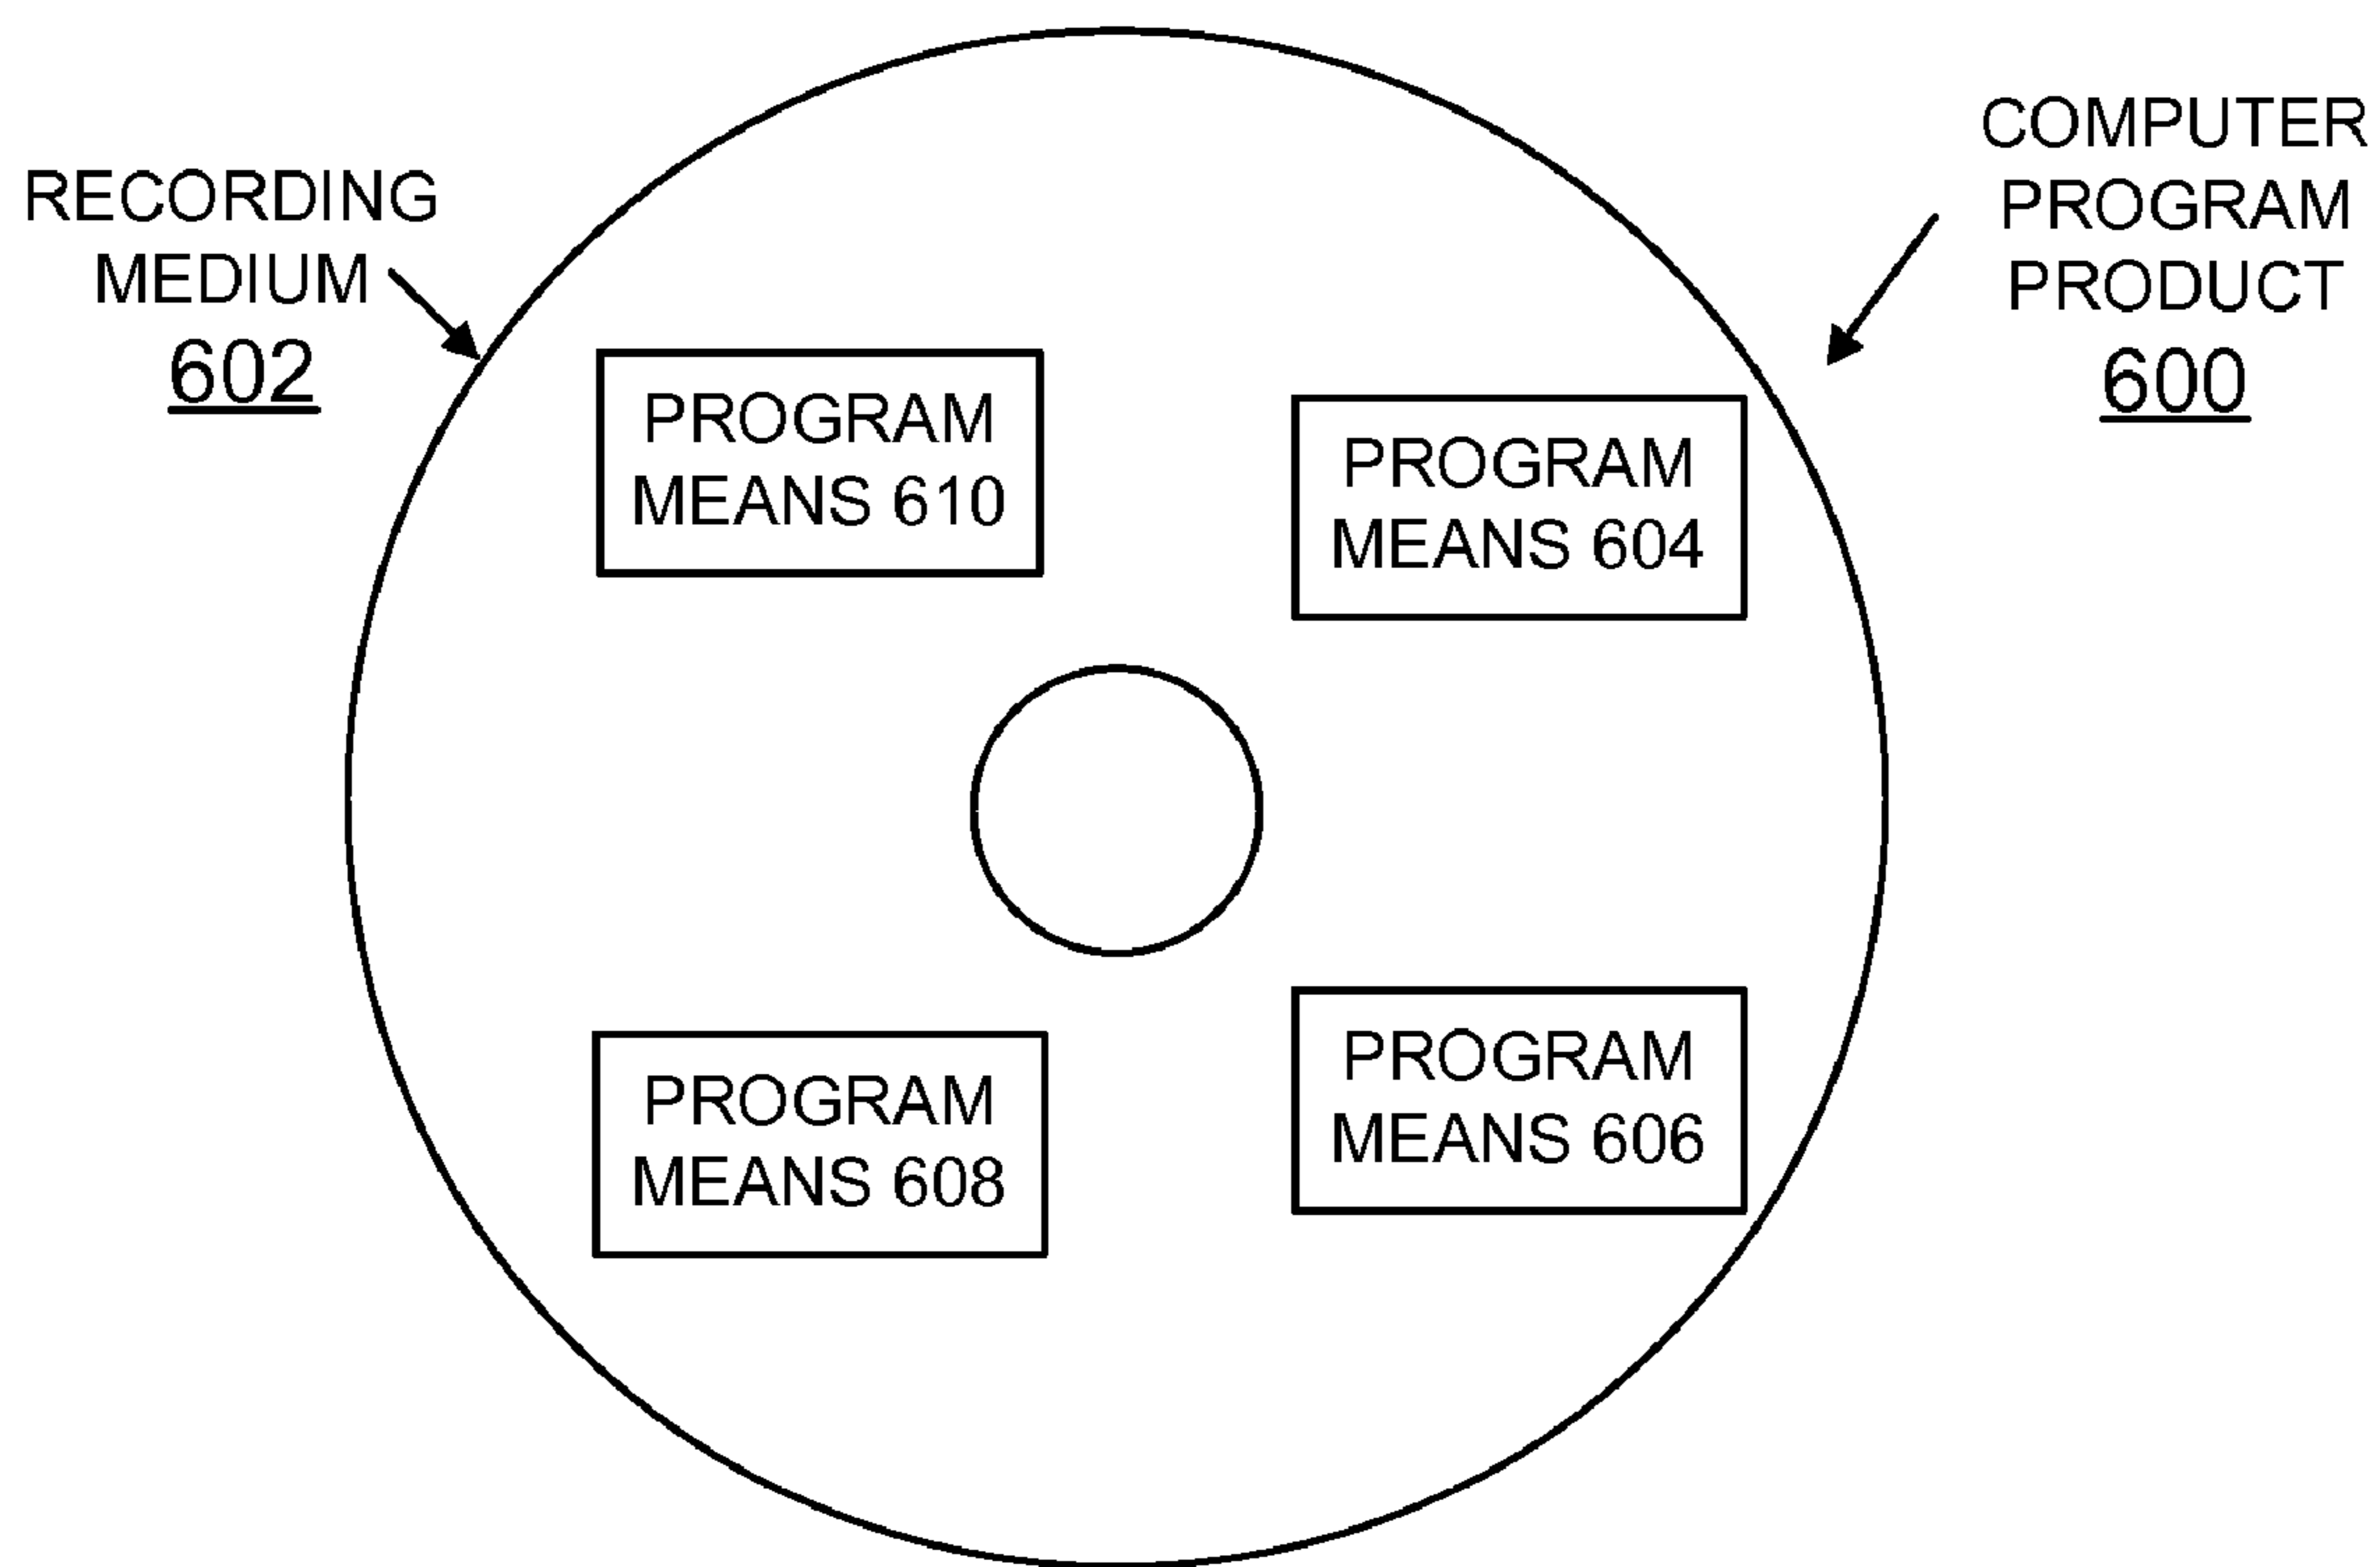 RECORDING
MEDIUM
602
COMPUTER
PROGRAM
PRODUCT
600
PROGRAM
MEANS 610
PROGRAM
MEANS 604
PROGRAM
MEANS 608
PROGRAM
MEANS 606